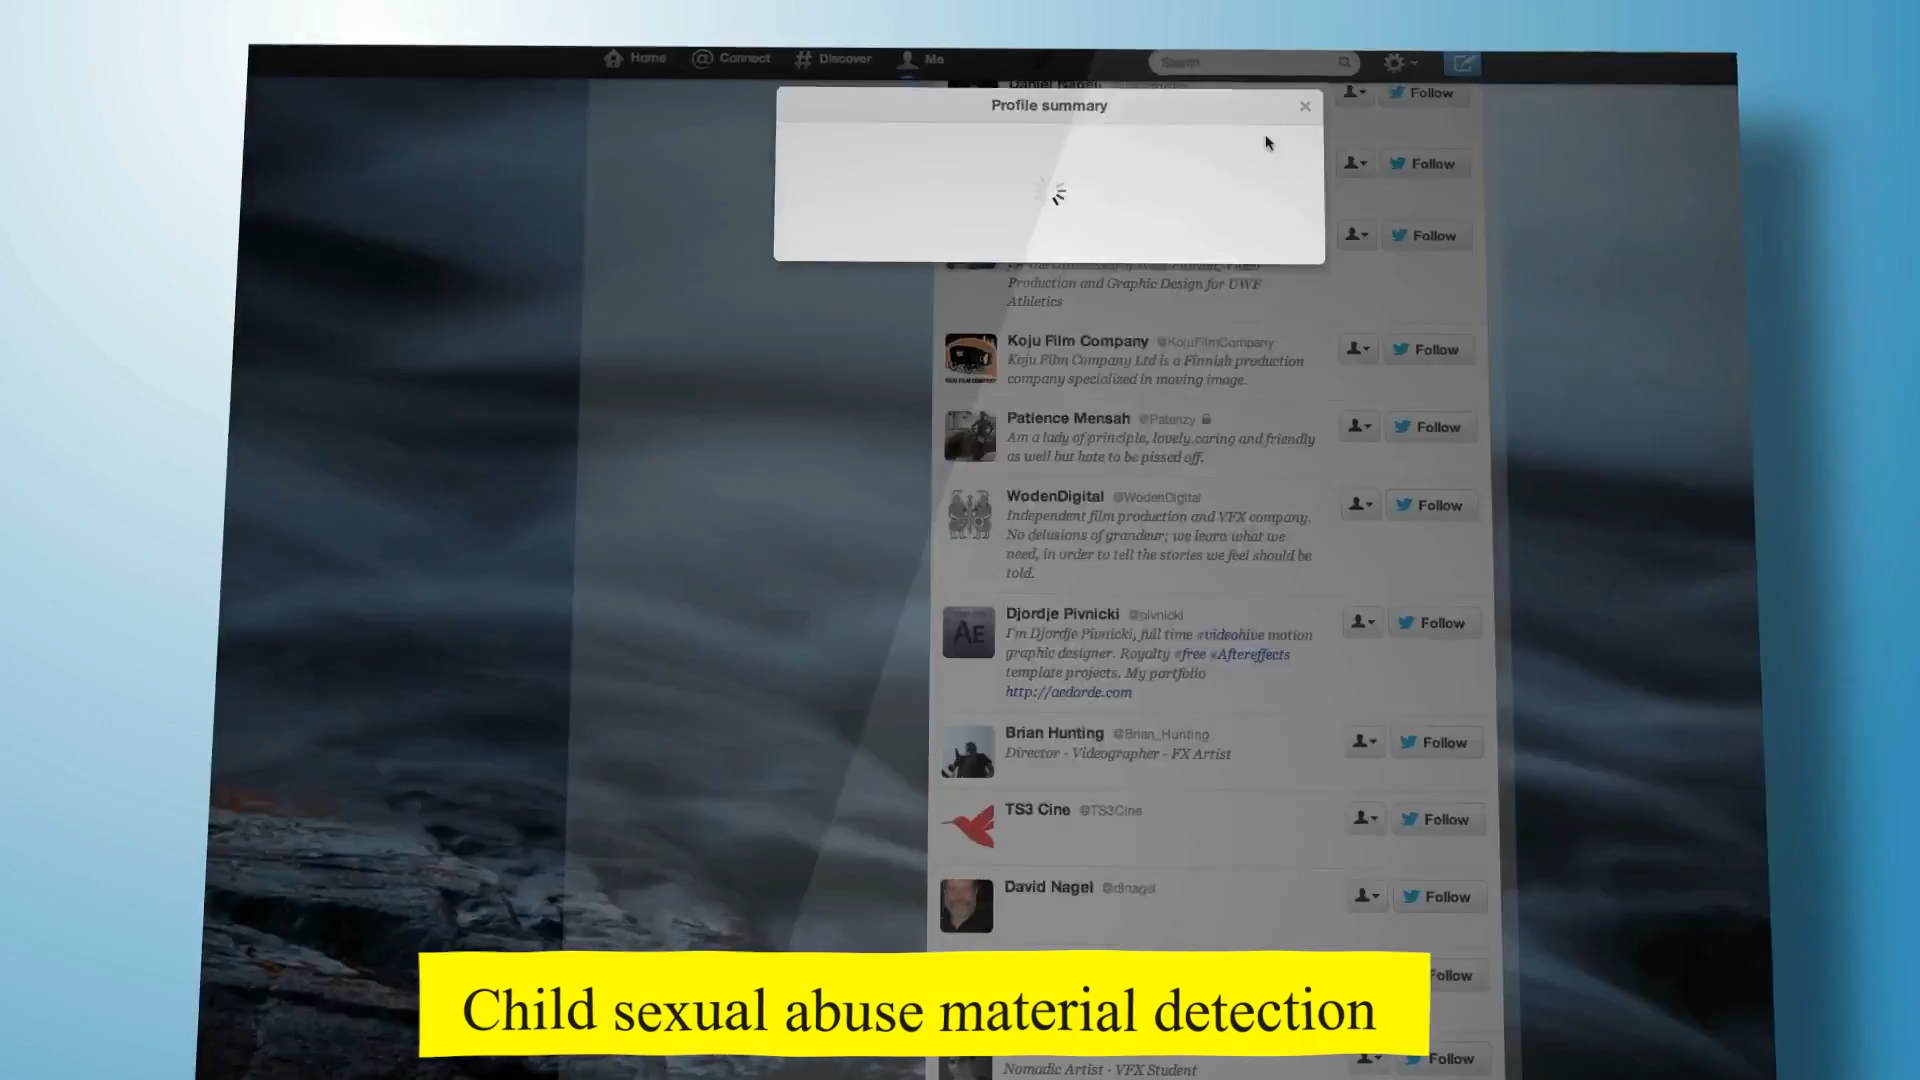 Home
Connect
Discover
Me
Search
Follow
Profile summary
Follow
Follow
Production and Graphic Design for UWF
Athletics
Koju Film Company @KojuFilmCompany
Koju Film Company Ltd is a Finnish production
company specialized in moving image.
Follow
Patience Mensah @Patenzy
Am a lady of principle, lovely,caring and friendly
as well but hate to be pissed off.
Follow
WodenDigital @WodenDigital
Independent film production and VFX company.
No delusions of grandeur; we learn what we
need, in order to tell the stories we feel should be
told.
Follow
Djordje Pivnicki @pivnicki
I'm Djordje Pivnicki, full time #videohive motion
graphic designer. Royalty #free #Aftereffects
template projects. My portfolio
http://aedorde.com
Follow
AE
Brian Hunting @Brian_Hunting
Director - Videographer - FX Artist
Follow
TS3 Cine @TS3Cine
Follow
David Nagel @d8nagel
Follow
Child sexual abuse material detection
Follow
Nomadic Artist - VFX Student